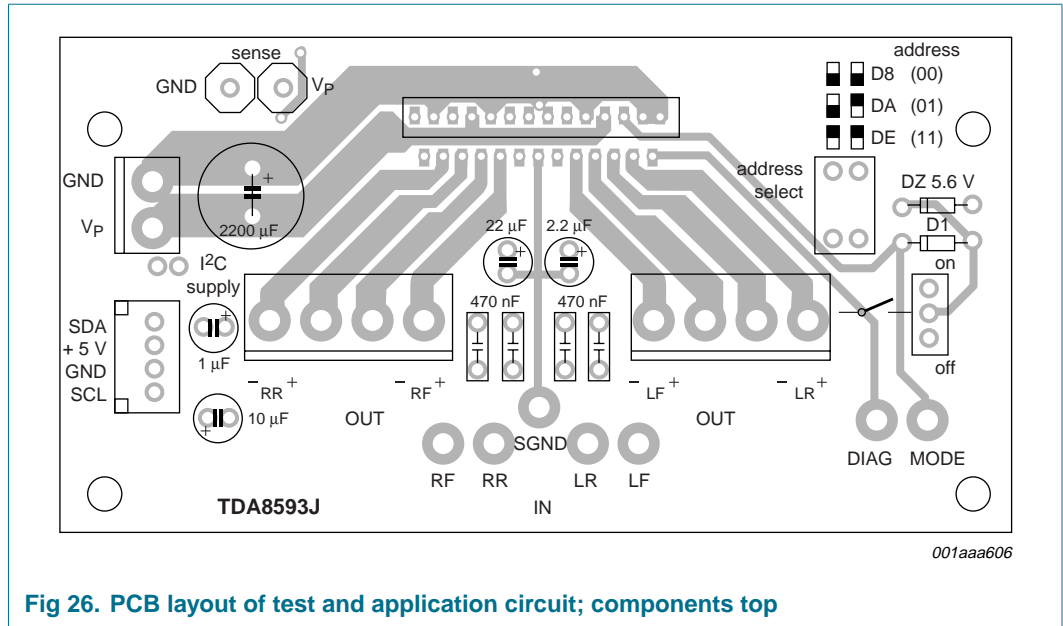 sense
GND
VP
address
D8 (00)
DA (01)
DE (11)
address
select
DZ 5.6 V
D1
on
off
GND
VP
+
2200 µF
22 µF
+
2.2 µF
+
I2C
supply
SDA
+ 5 V
GND
SCL
+
1 µF
+
10 µF
470 nF
470 nF
− RR +
− RF +
OUT
− LF +
− LR +
OUT
SGND
RF
RR
LR
LF
IN
DIAG
MODE
TDA8593J
001aaa606
Fig 26. PCB layout of test and application circuit; components top